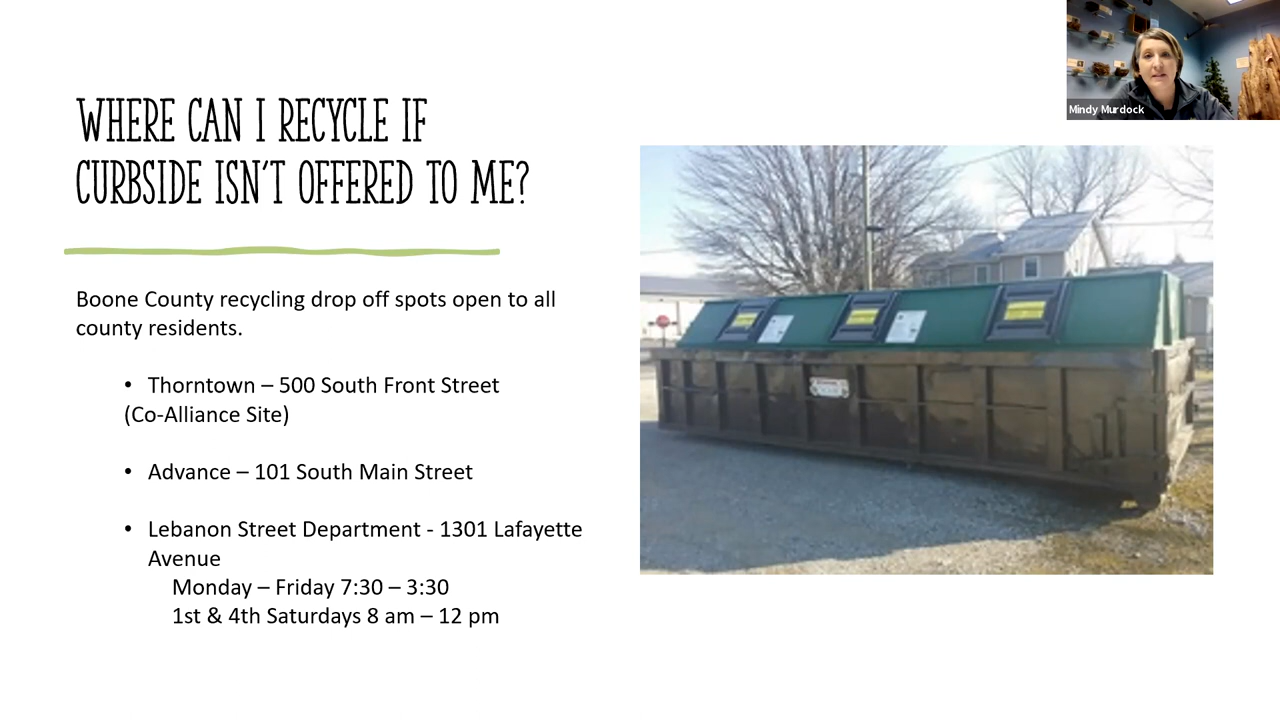 WHERE CAN I RECYCLE IF
CURBSIDE ISN'T OFFERED TO ME?
Boone County recycling drop off spots open to all
county residents.
• Thorntown – 500 South Front Street
(Co-Alliance Site)
• Advance – 101 South Main Street
• Lebanon Street Department - 1301 Lafayette
Avenue
Monday – Friday 7:30 – 3:30
1st & 4th Saturdays 8 am – 12 pm
Mindy Murdock